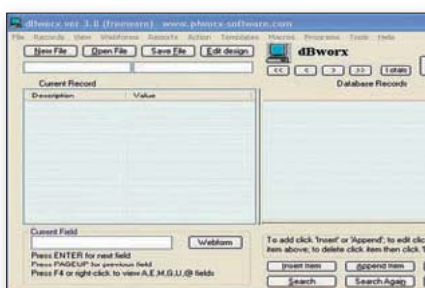 dBworx ver 3.0 (freeware) - www.plworx-software.com
File Records View Webforms Reports Action Templates Macros Programs Tools Help
New File Open File Save File Edit design
dBworx
<< < > >> Totals
Current Record
Database Records
Description Value
Current Field
Webform
Press ENTER for next field
Press PAGEUP for previous field
Press F4 or right-click to view A,E,M,G,U,@ fields
To add click 'Insert' or 'Append'; to edit clic
item above; to delete click item then click
Insert Item Append Item
Search Search Again